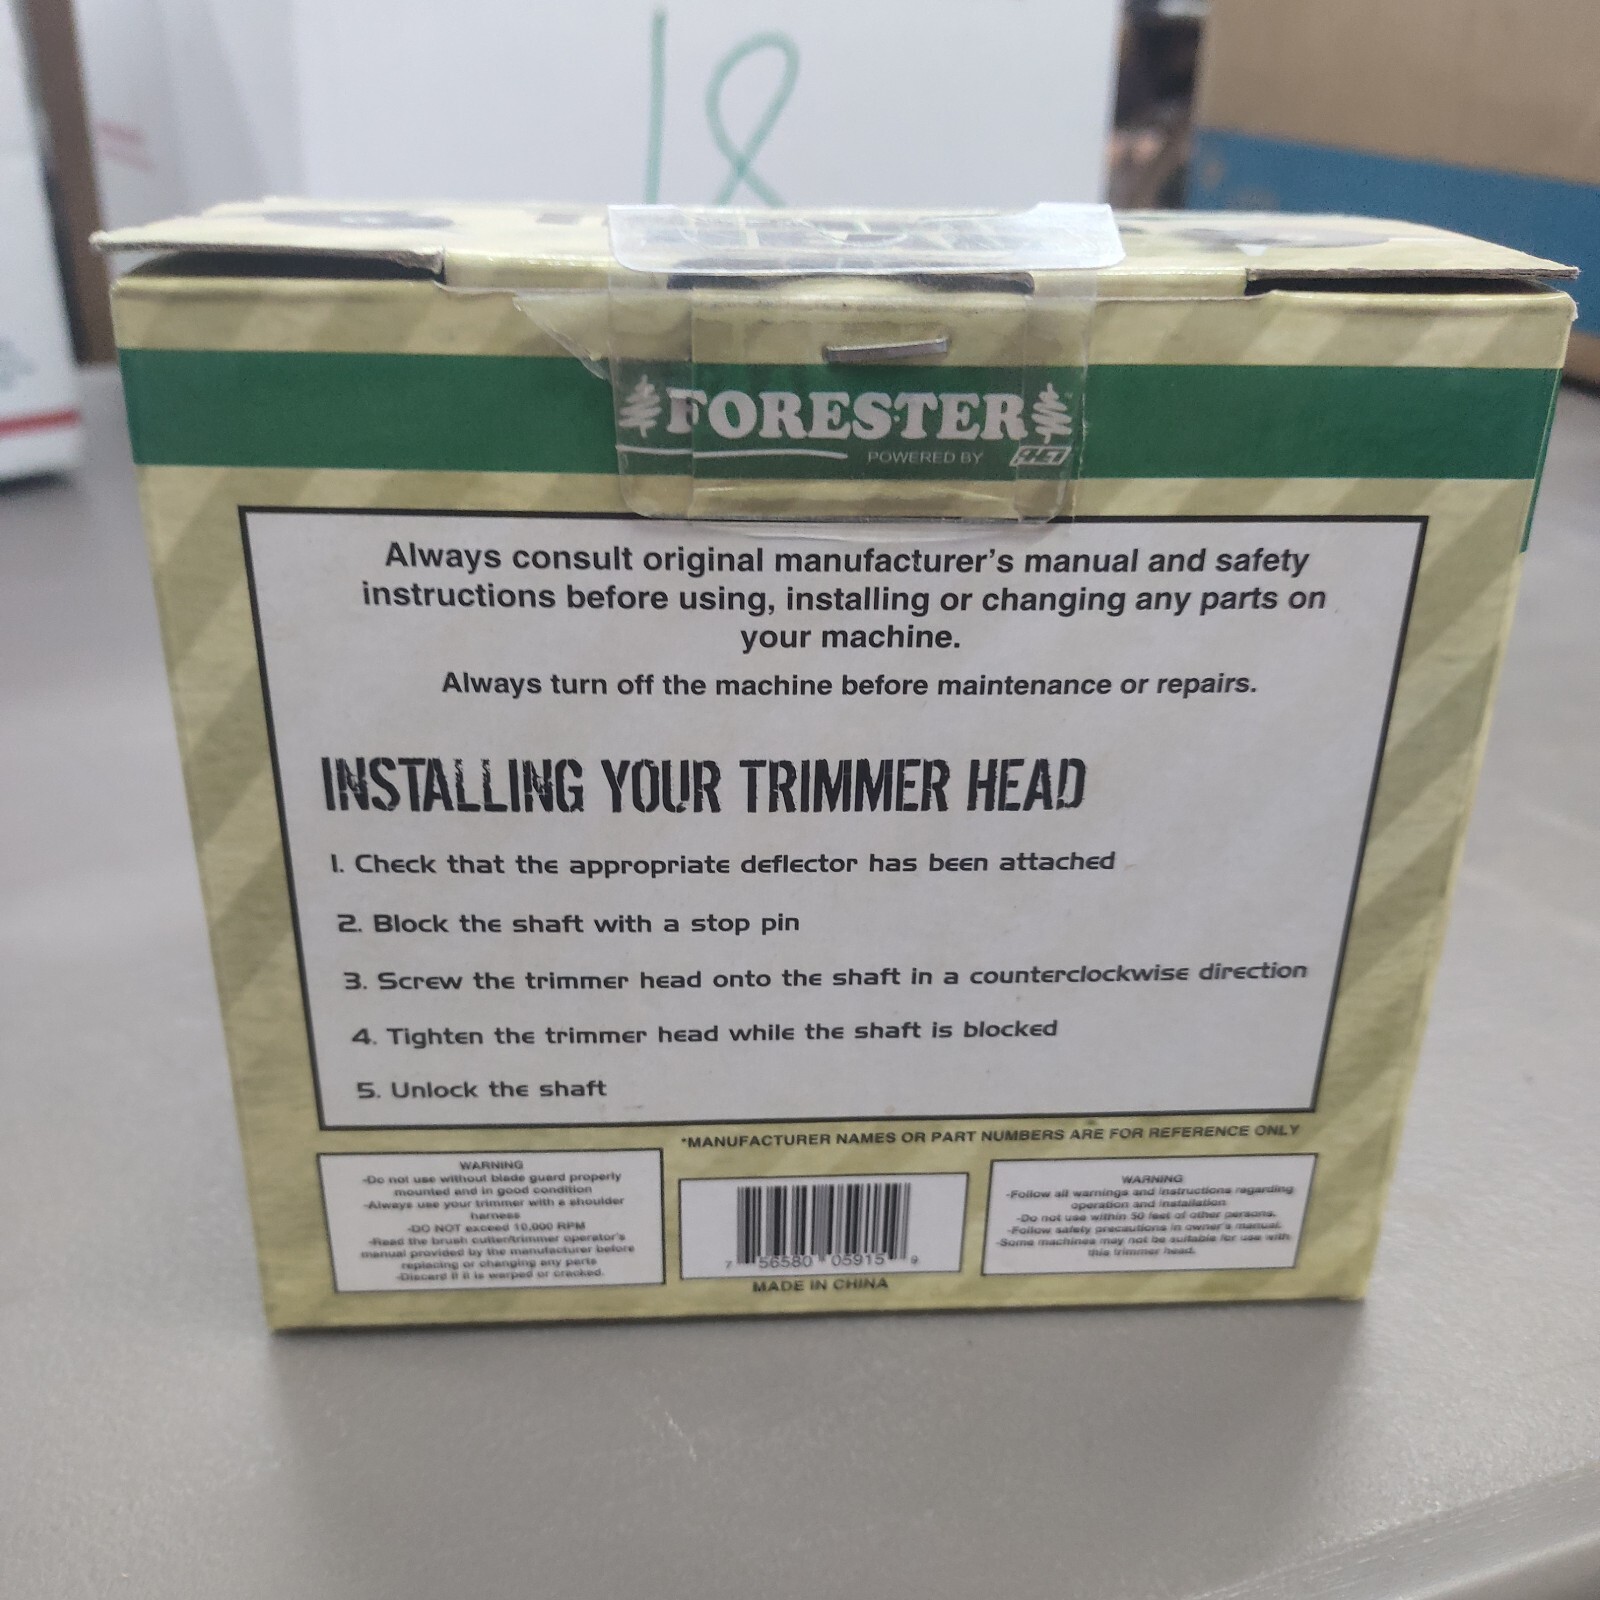 18
FORESTER
POWERED BY
Always consult original manufacturer's manual and safety
instructions before using, installing or changing any parts on
your machine.
Always turn off the machine before maintenance or repairs.
INSTALLING YOUR TRIMMER HEAD
1. Check that the appropriate deflector has been attached
2. Block the shaft with a stop pin
3. Screw the trimmer head onto the shaft in a counterclockwise direction
4. Tighten the trimmer head while the shaft is blocked
5. Unlock the shaft
*MANUFACTURER NAMES OR PART NUMBERS ARE FOR REFERENCE ONLY
WARNING
-Do not use without blade guard properly
mounted and in good condition
-Always use your trimmer with a shoulder
harness
-DO NOT exceed 10,000 RPM
-Read the brush cutter/trimmer operator's
manual provided by the manufacturer before
replacing or changing any parts
-Discard if it is warped or cracked.
7 56580 05915 9
MADE IN CHINA
WARNING
-Follow all warnings and instructions regarding
operation and installation
-Do not use within 50 feet of other persons.
-Follow safety precautions in owner's manual.
-Some machines may not be suitable for use with
this trimmer head.